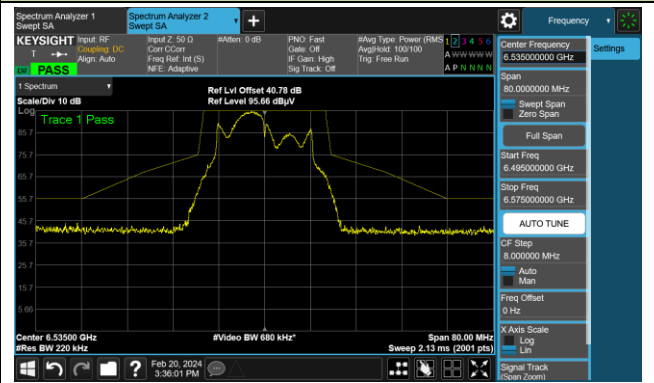 Spectrum Analyzer 1
Swept SA
Spectrum Analyzer 2
Swept SA
Frequency
KEYSIGHT
Input: RF
Coupling: DC
Align: Auto
Input Z: 50 Ω
Corr CCorr
Freq Ref: Int (S)
NFE: Adaptive
#Atten: 0 dB
PNO: Fast
Gate: Off
IF Gain: High
Sig Track: Off
#Avg Type: Power (RMS
Avg|Hold: 100/100
Trig: Free Run
1 2 3 4 5 6
A W W W W W
A P N N N N
T
LVI PASS
1 Spectrum
Scale/Div 10 dB
Ref Lvl Offset 40.78 dB
Ref Level 95.66 dBµV
Log
Trace 1 Pass
85.7
75.7
65.7
55.7
45.7
35.7
25.7
15.7
5.66
Center 6.53500 GHz
#Res BW 220 kHz
#Video BW 680 kHz*
Span 80.00 MHz
Sweep 2.13 ms (2001 pts)
Center Frequency
6.535000000 GHz
Settings
Span
80.0000000 MHz
Swept Span
Zero Span
Full Span
Start Freq
6.495000000 GHz
Stop Freq
6.575000000 GHz
AUTO TUNE
CF Step
8.000000 MHz
Auto
Man
Freq Offset
0 Hz
X Axis Scale
Log
Lin
Signal Track
(Span Zoom)
Feb 20, 2024
3:36:01 PM